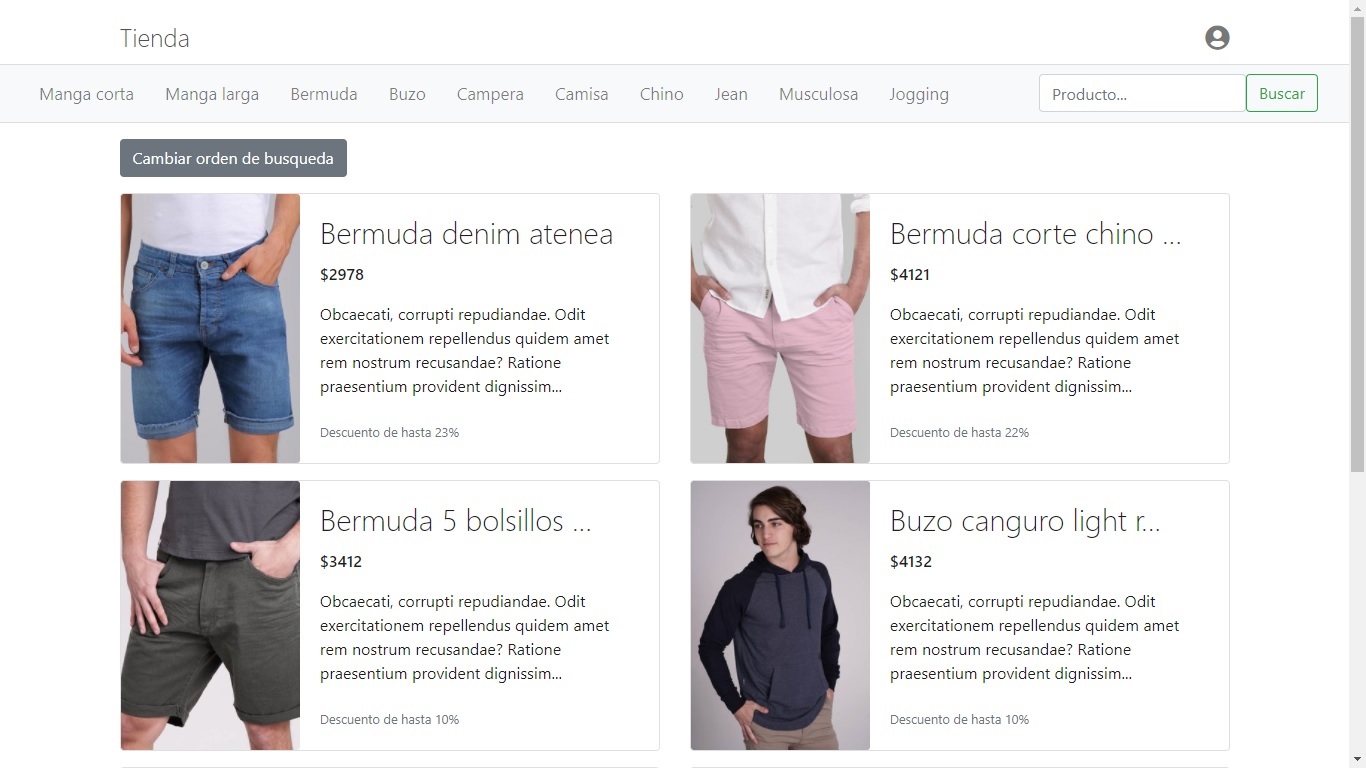 Tienda
Manga corta Manga larga Bermuda Buzo Campera Camisa Chino Jean Musculosa Jogging Producto... Buscar
Cambiar orden de busqueda
Bermuda denim atenea
$2978
Obcaecati, corrupti repudiandae. Odit
exercitationem repellendus quidem amet
rem nostrum recusandae? Ratione
praesentium provident dignissim...
Descuento de hasta 23%
Bermuda corte chino ...
$4121
Obcaecati, corrupti repudiandae. Odit
exercitationem repellendus quidem amet
rem nostrum recusandae? Ratione
praesentium provident dignissim...
Descuento de hasta 22%
Bermuda 5 bolsillos ...
$3412
Obcaecati, corrupti repudiandae. Odit
exercitationem repellendus quidem amet
rem nostrum recusandae? Ratione
praesentium provident dignissim...
Descuento de hasta 10%
Buzo canguro light r...
$4132
Obcaecati, corrupti repudiandae. Odit
exercitationem repellendus quidem amet
rem nostrum recusandae? Ratione
praesentium provident dignissim...
Descuento de hasta 10%